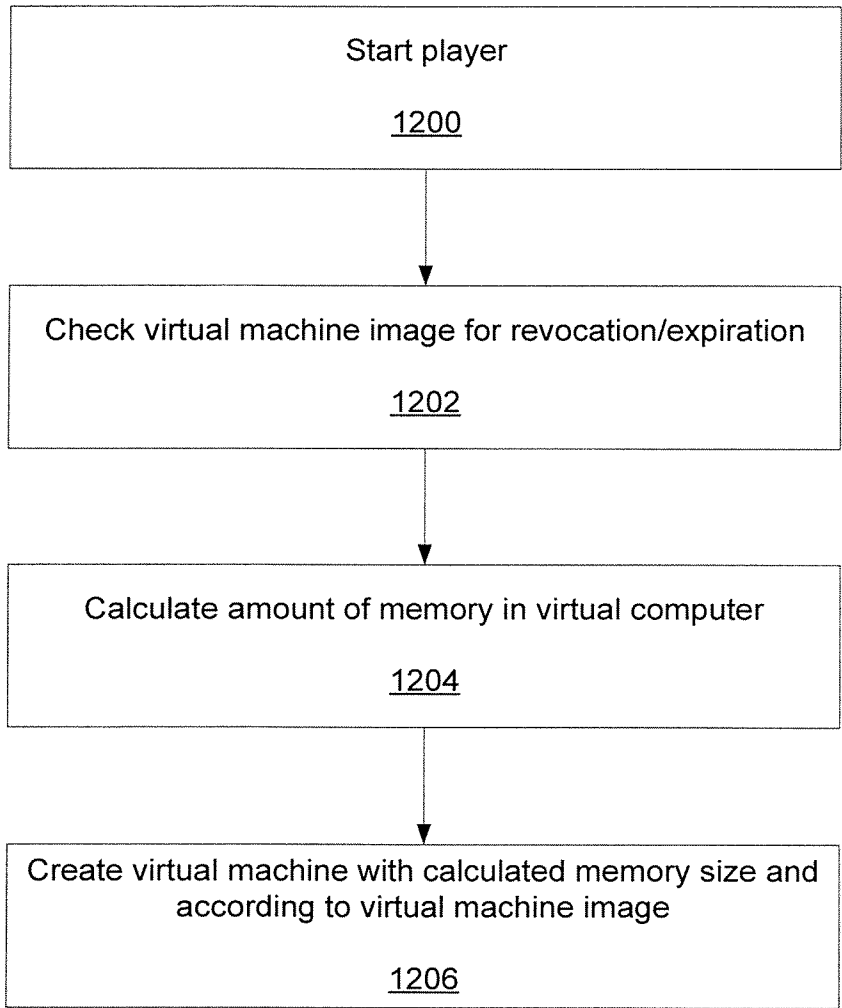 Start player
1200
Check virtual machine image for revocation/expiration
1202
Calculate amount of memory in virtual computer
1204
Create virtual machine with calculated memory size and
according to virtual machine image
1206